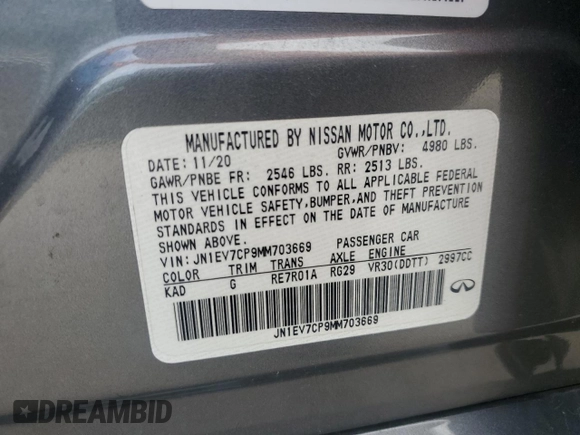 MANUFACTURED BY NISSAN MOTOR CO.,LTD.
DATE: 11/20 GVWR/PNBV: 4980 LBS.
GAWR/PNBE FR: 2546 LBS. RR: 2513 LBS.
THIS VEHICLE CONFORMS TO ALL APPLICABLE FEDERAL
MOTOR VEHICLE SAFETY, BUMPER, AND THEFT PREVENTION
STANDARDS IN EFFECT ON THE DATE OF MANUFACTURE
SHOWN ABOVE.
VIN: JN1EV7CP9MM703669 PASSENGER CAR
COLOR TRIM TRANS AXLE ENGINE
KAD G RE7R01A RG29 VR30(DDTT) 2997CC
JN1EV7CP9MM703669
DREAMBID